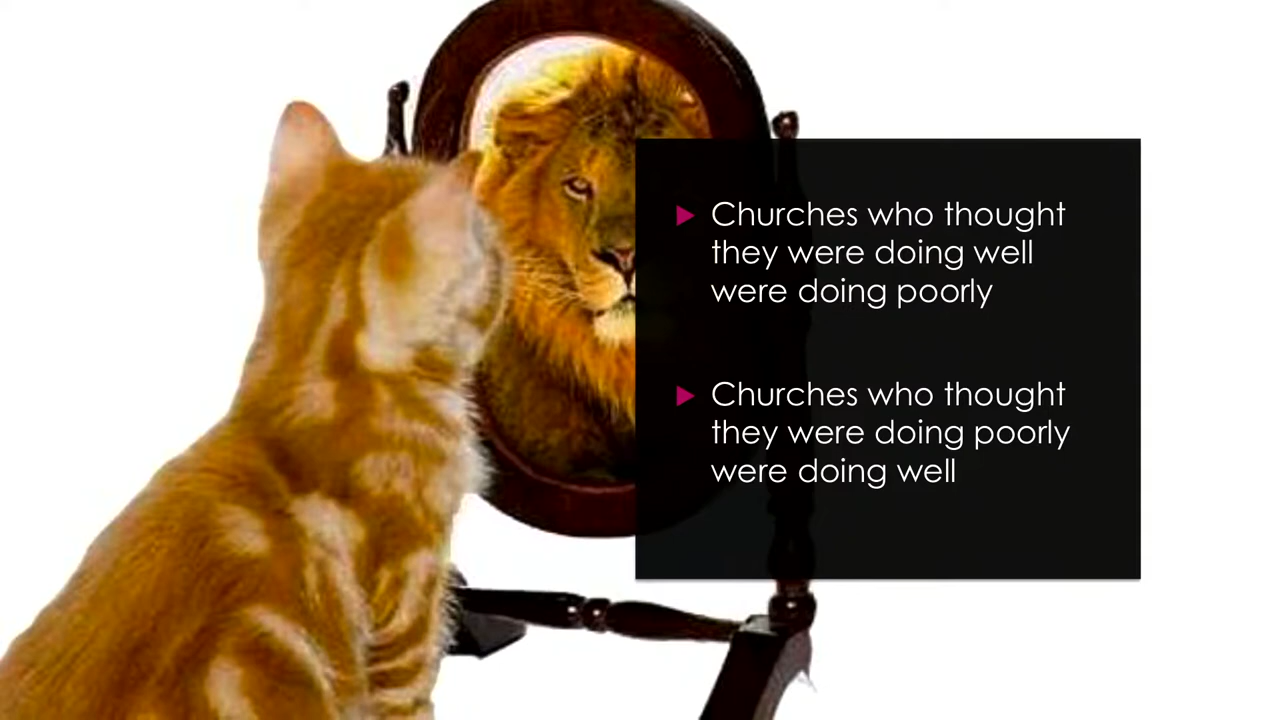 Churches who thought
they were doing well
were doing poorly
Churches who thought
they were doing poorly
were doing well